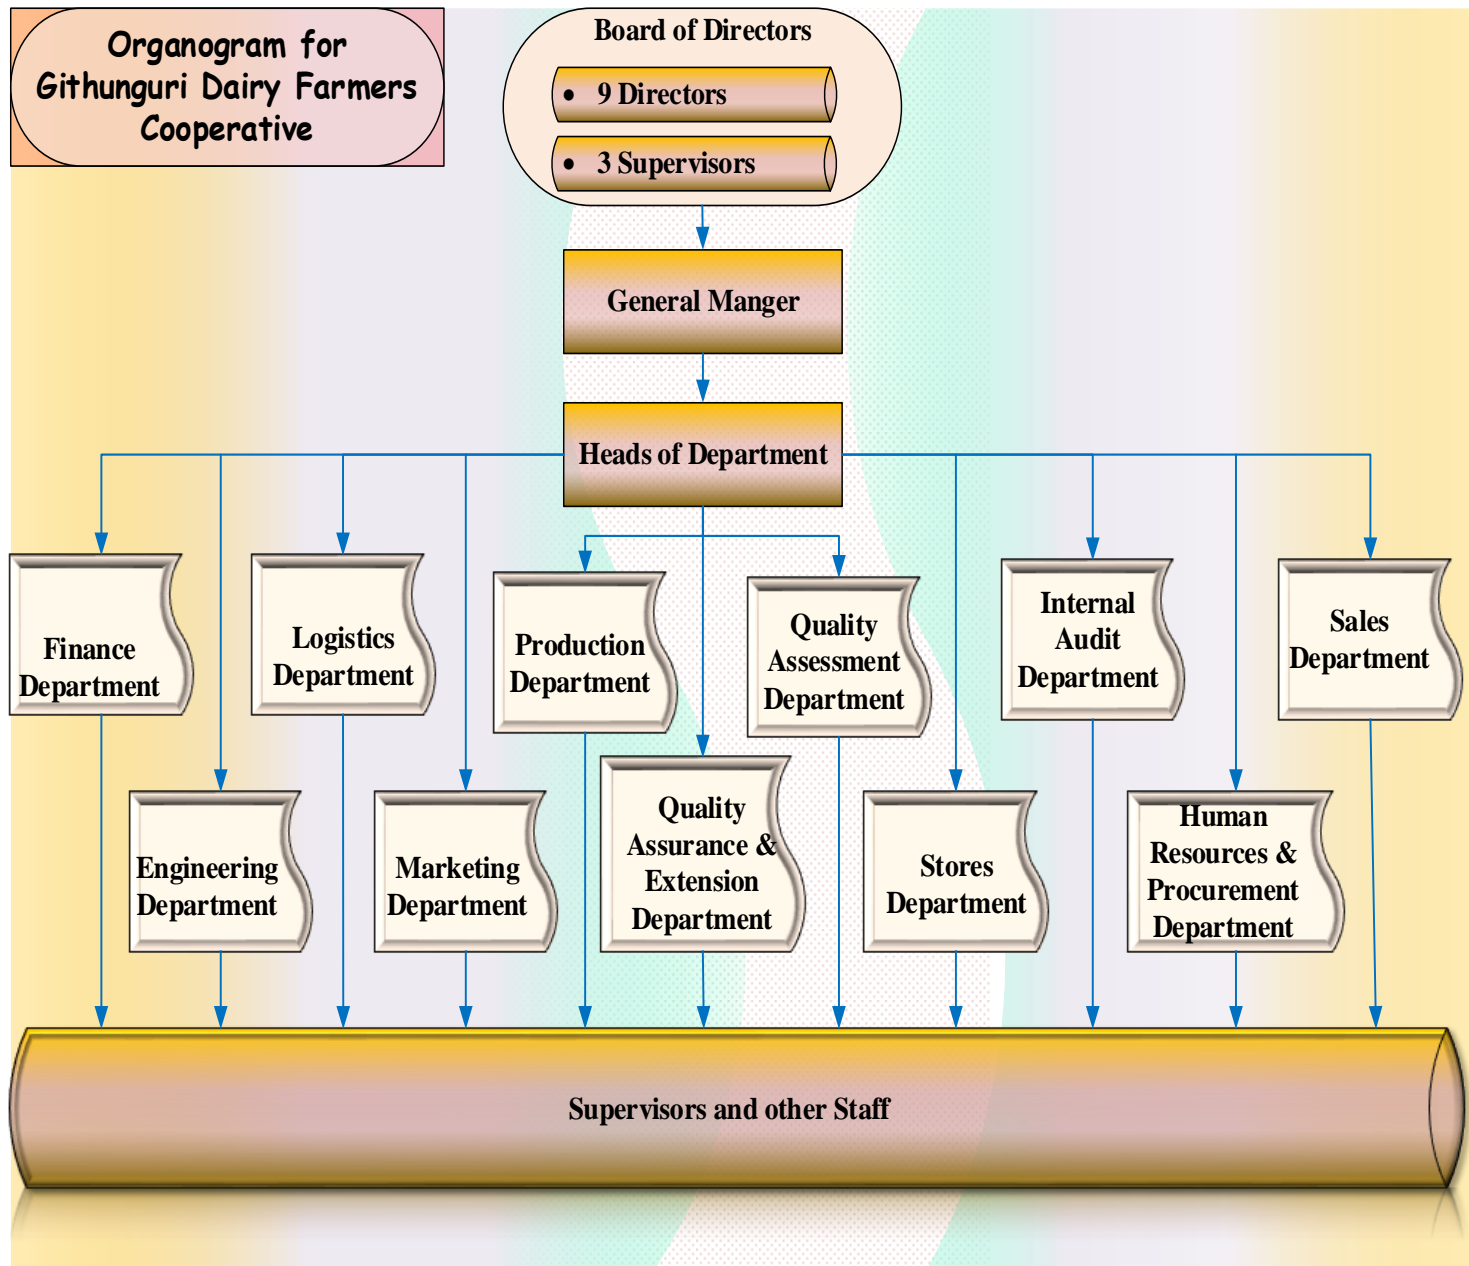 Organogram for
Githunguri Dairy Farmers
Cooperative
Board of Directors
• 9 Directors
• 3 Supervisors
General Manger
Heads of Department
Finance
Department
Logistics
Department
Production
Department
Quality
Assessment
Department
Internal
Audit
Department
Sales
Department
Engineering
Department
Marketing
Department
Quality
Assurance &
Extension
Department
Stores
Department
Human
Resources &
Procurement
Department
Supervisors and other Staff